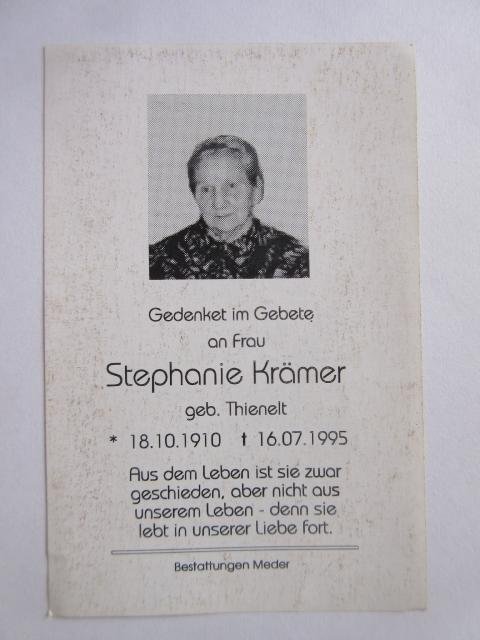 Gedenket im Gebete
an Frau
Stephanie Krämer
geb. Thienelt
* 18.10.1910 † 16.07.1995
Aus dem Leben ist sie zwar
geschieden, aber nicht aus
unserem Leben - denn sie
lebt in unserer Liebe fort.
Bestattungen Meder